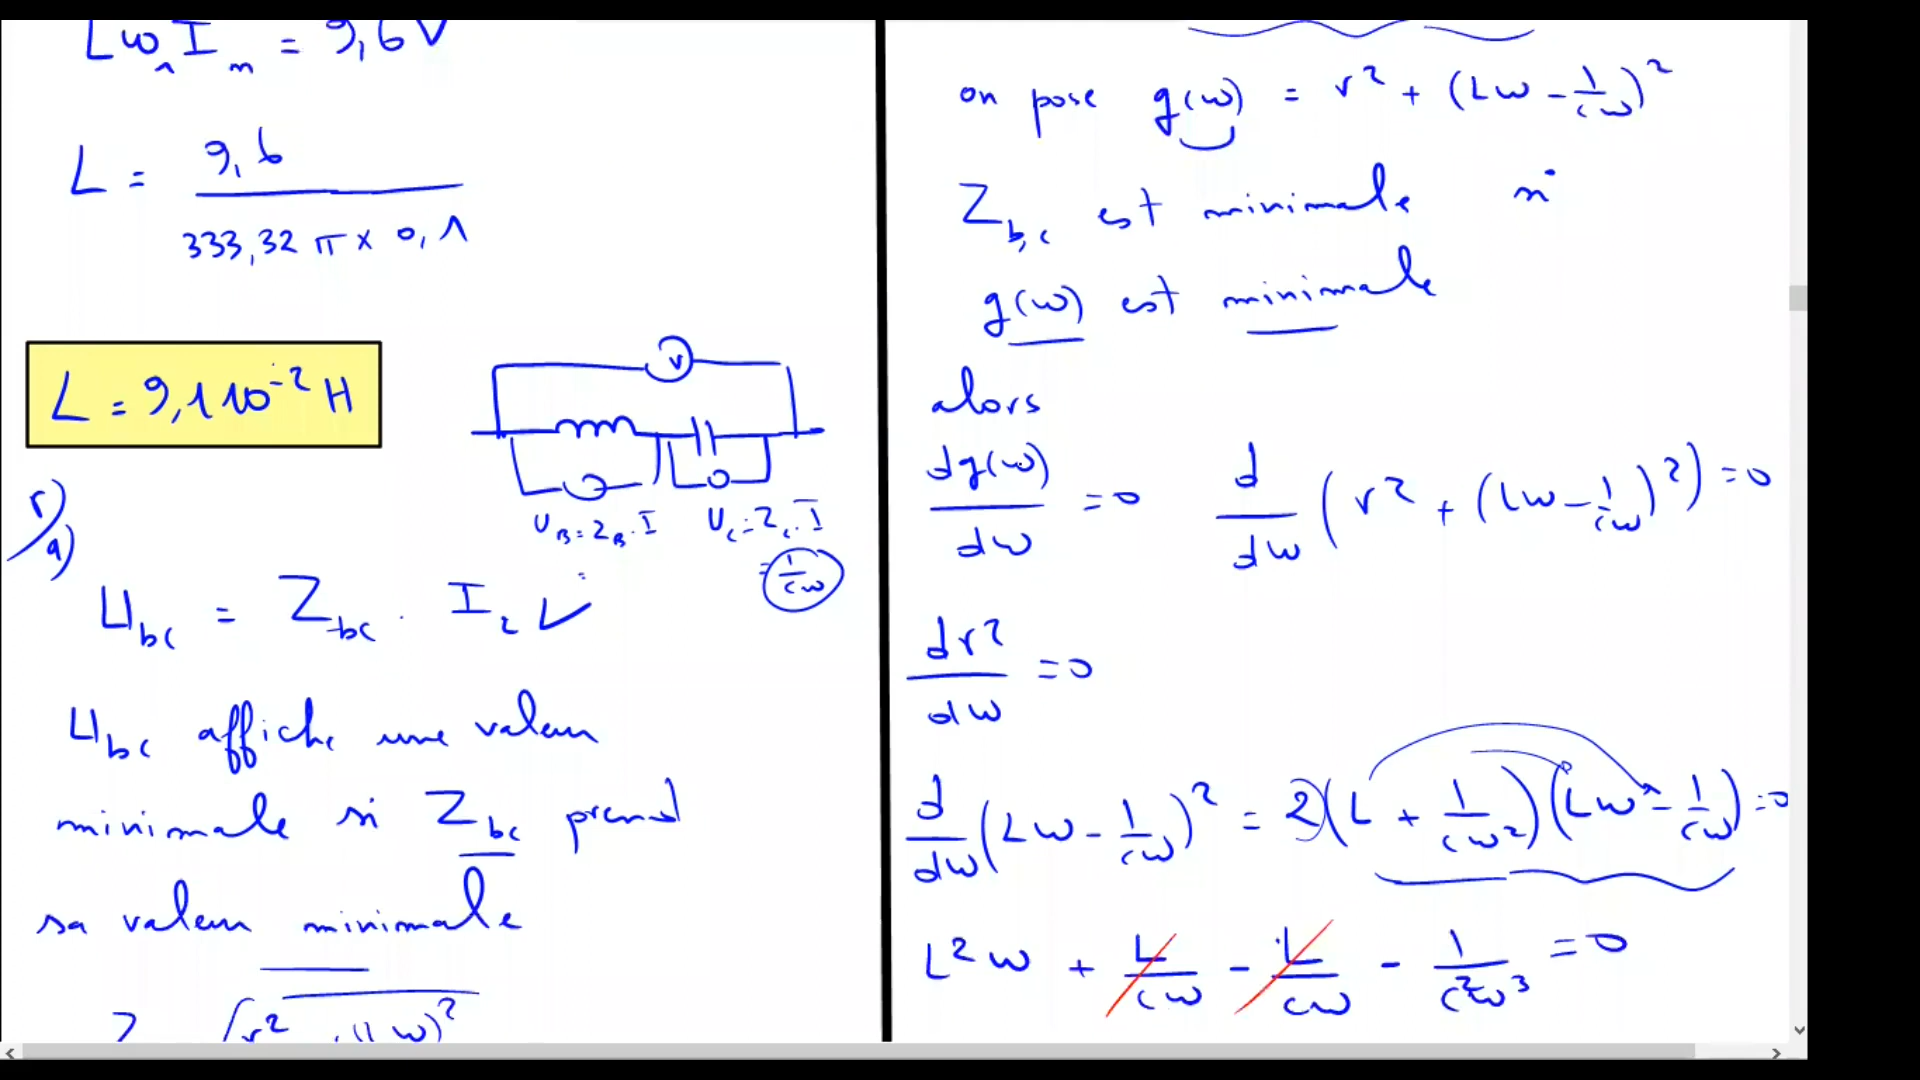 Lω₁ Iₘ = 9,6 V
L = 9,6 / (333,32 π x 0,1)
L = 9,1 10⁻² H
V
U_B = Z_B . I U_C = Z_C . I
= 1/Cω
a)
U_bc = Z_bc . I₂
U_bc affiche une valeur
minimale si Z_bc prend
sa valeur minimale
on pose g(ω) = r² + (Lω - 1/Cω)²
Z_b,c est minimale si
g(ω) est minimale
alors
dg(ω)/dω = 0 d/dω (r² + (Lω - 1/Cω)²) = 0
dr²/dω = 0
d/dω (Lω - 1/Cω)² = 2(L + 1/Cω²)(Lω - 1/Cω) = 0
L²ω + L/Cω - L/Cω - 1/C²ω³ = 0